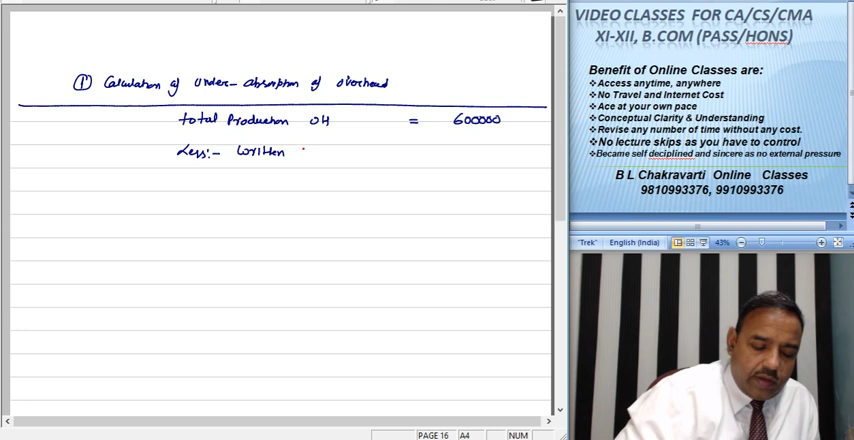 ① Calculation of Under-absorption of overhead
total Production OH = 600000
Less:- Written
PAGE 16 A4 NUM
VIDEO CLASSES FOR CA/CS/CMA
XI-XII, B.COM (PASS/HONS)
Benefit of Online Classes are:
❖Access anytime, anywhere
❖No Travel and Internet Cost
❖Ace at your own pace
❖Conceptual Clarity & Understanding
❖Revise any number of time without any cost.
❖No lecture skips as you have to control
❖Became self deciplined and sincere as no external pressure
B L Chakravarti Online Classes
9810993376, 9910993376
"Trek" English (India) 43%